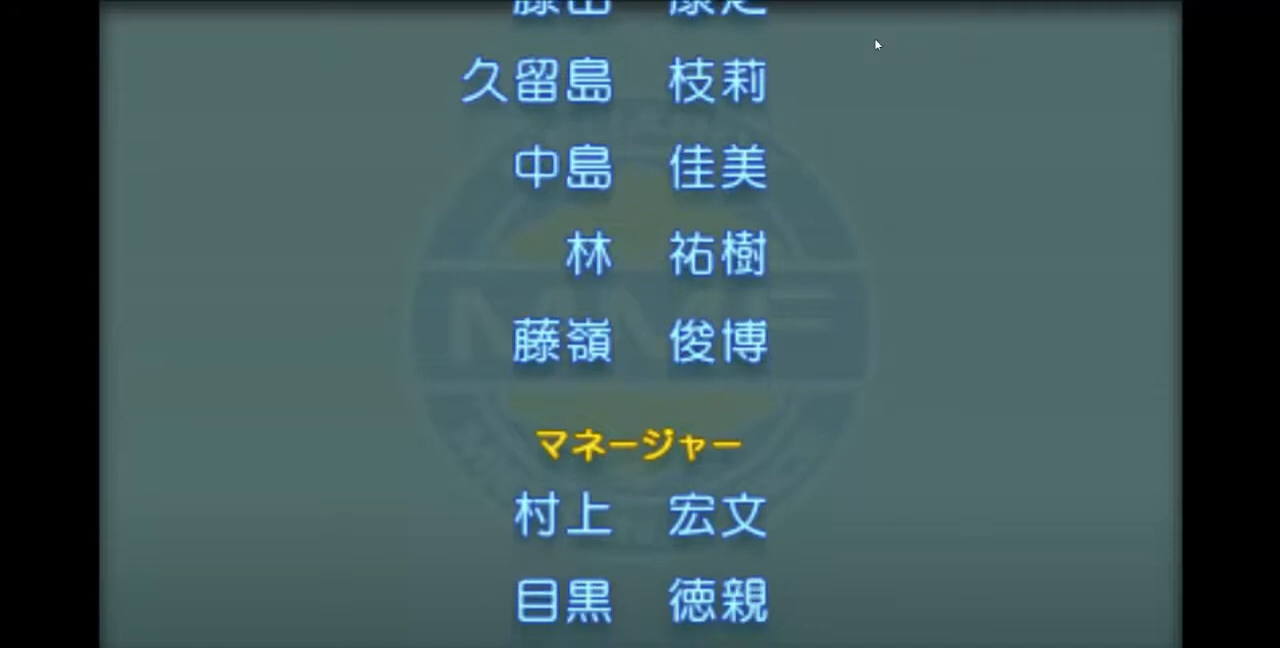 久留島 枝莉
中島 佳美
林 祐樹
藤嶺 俊博
マネージャー
村上 宏文
目黒 徳親